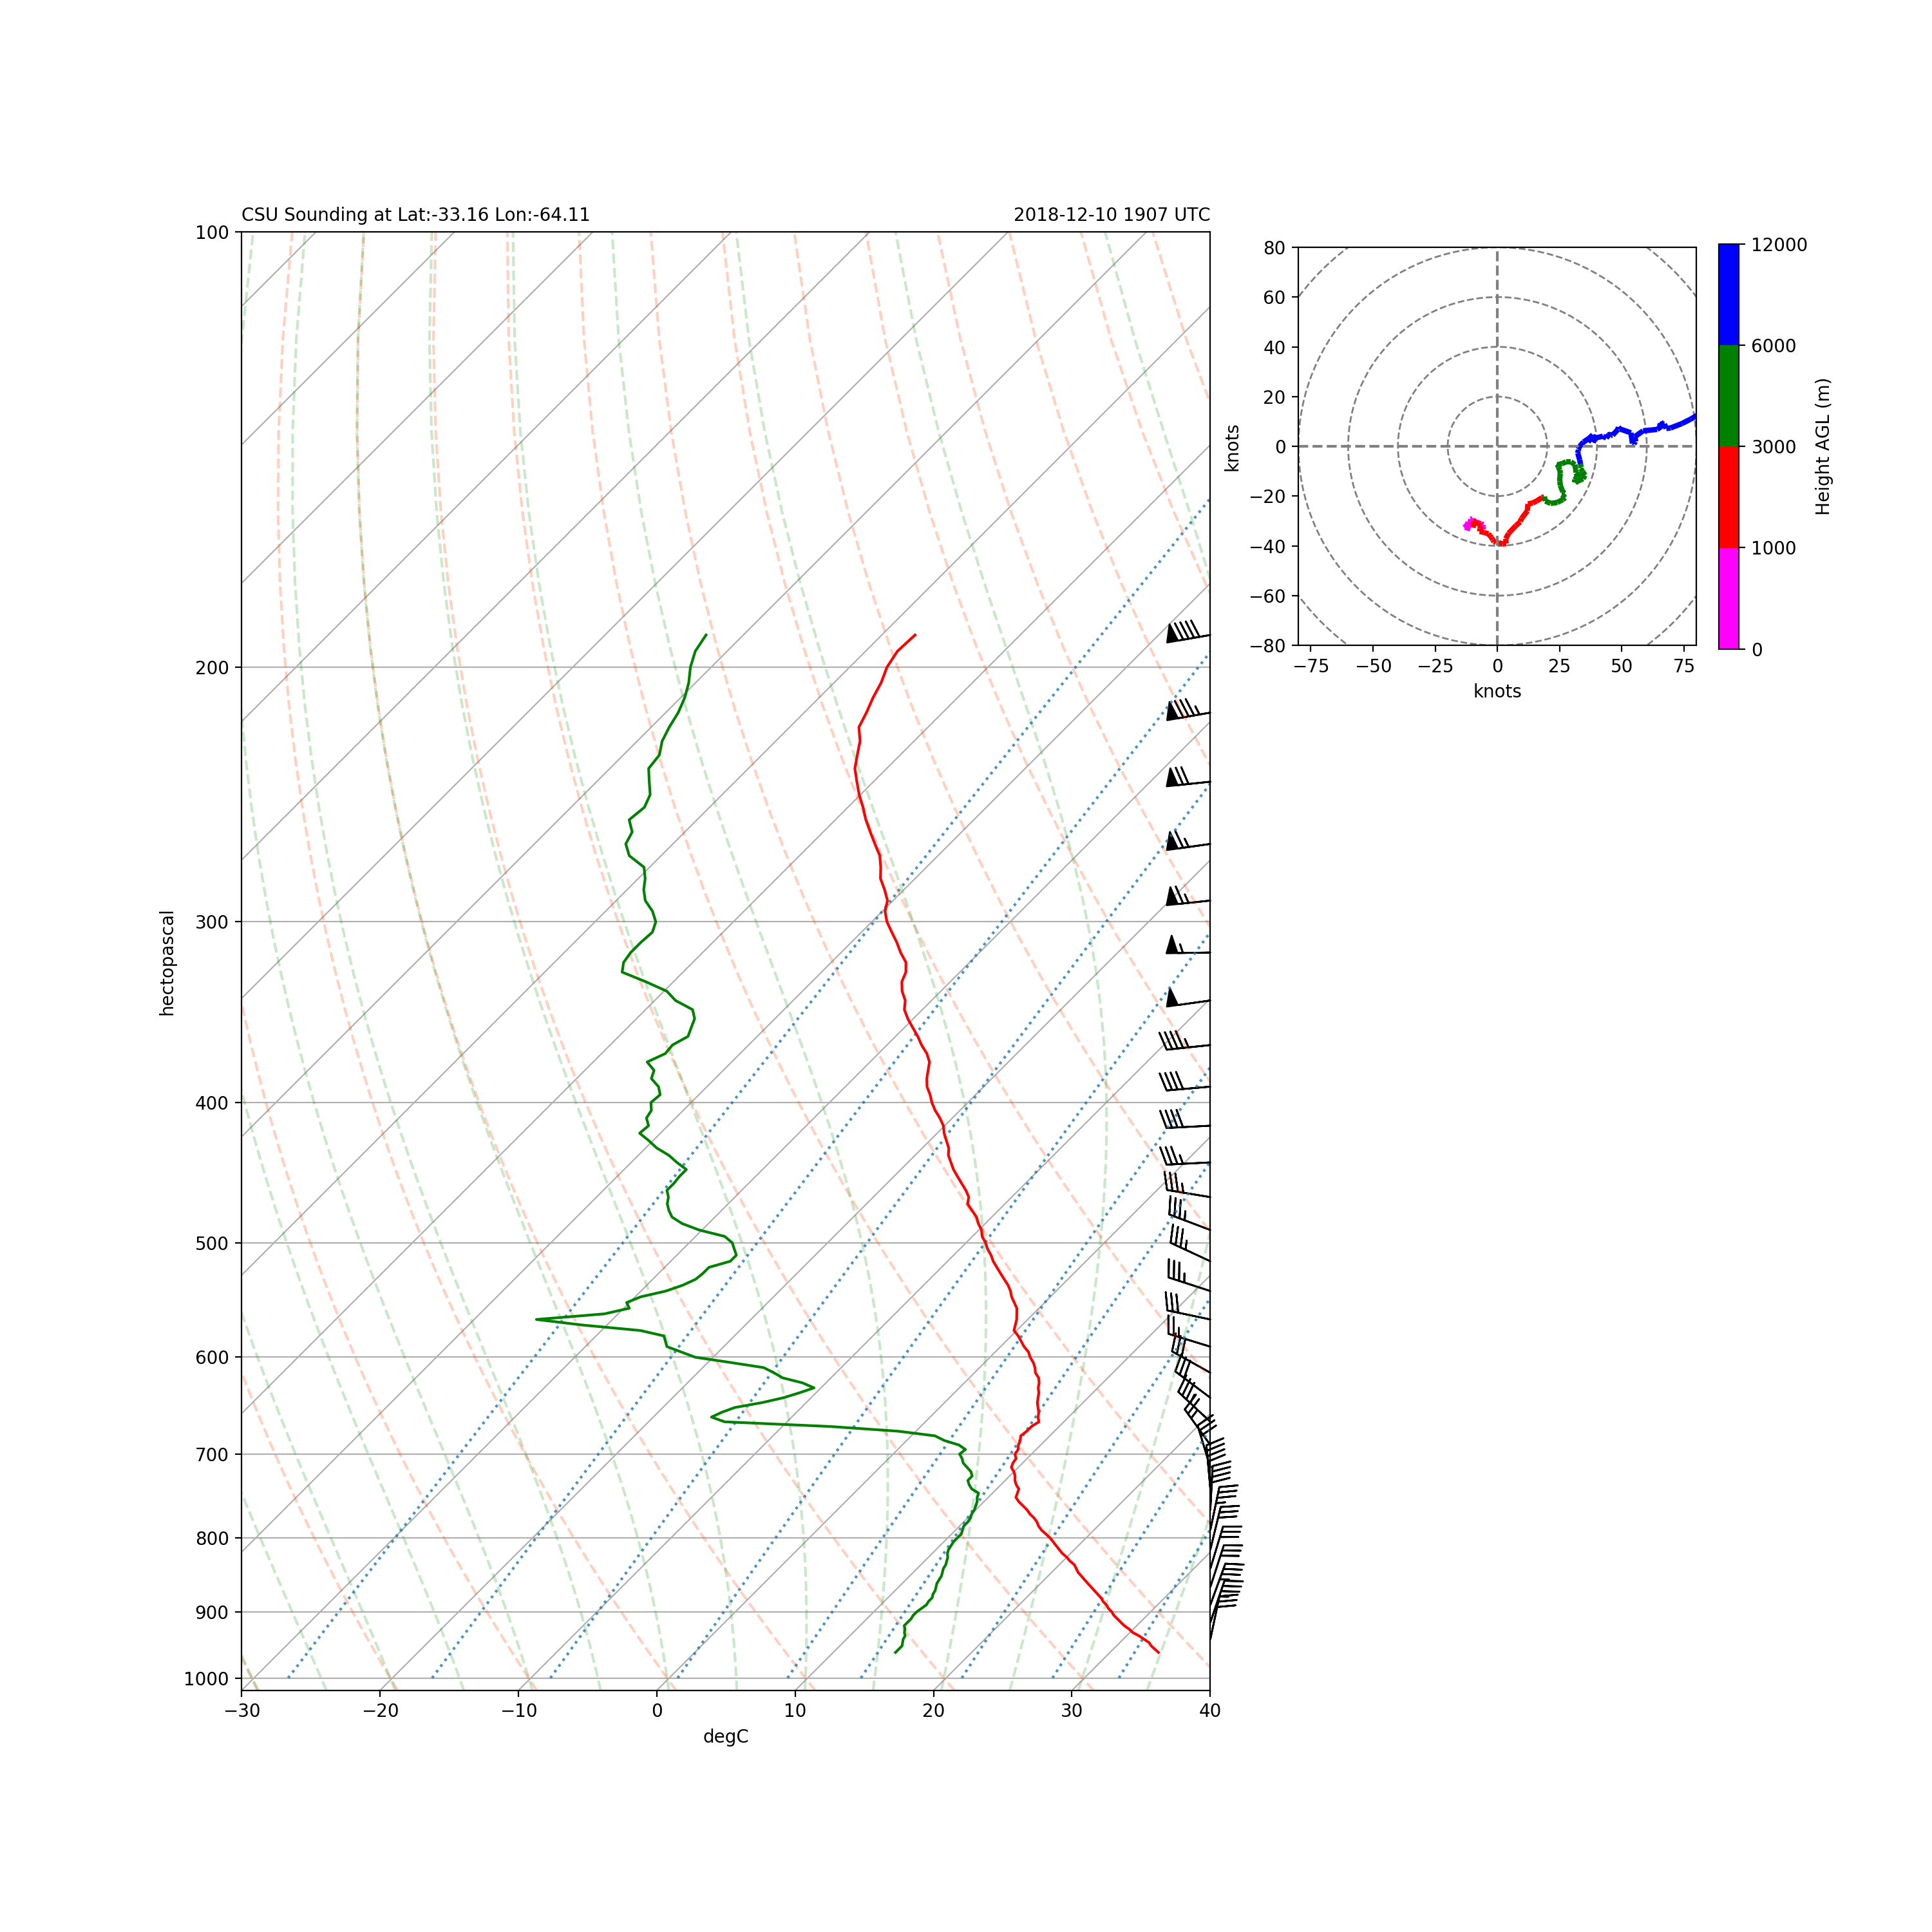 CSU Sounding at Lat:-33.16 Lon:-64.11
2018-12-10 1907 UTC
100
200
300
400
500
600
700
800
900
1000
hectopascal
−30 −20 −10 0 10 20 30 40
degC
80
60
40
20
0
−20
−40
−60
−80
knots
−75 −50 −25 0 25 50 75
knots
12000
6000
3000
1000
0
Height AGL (m)